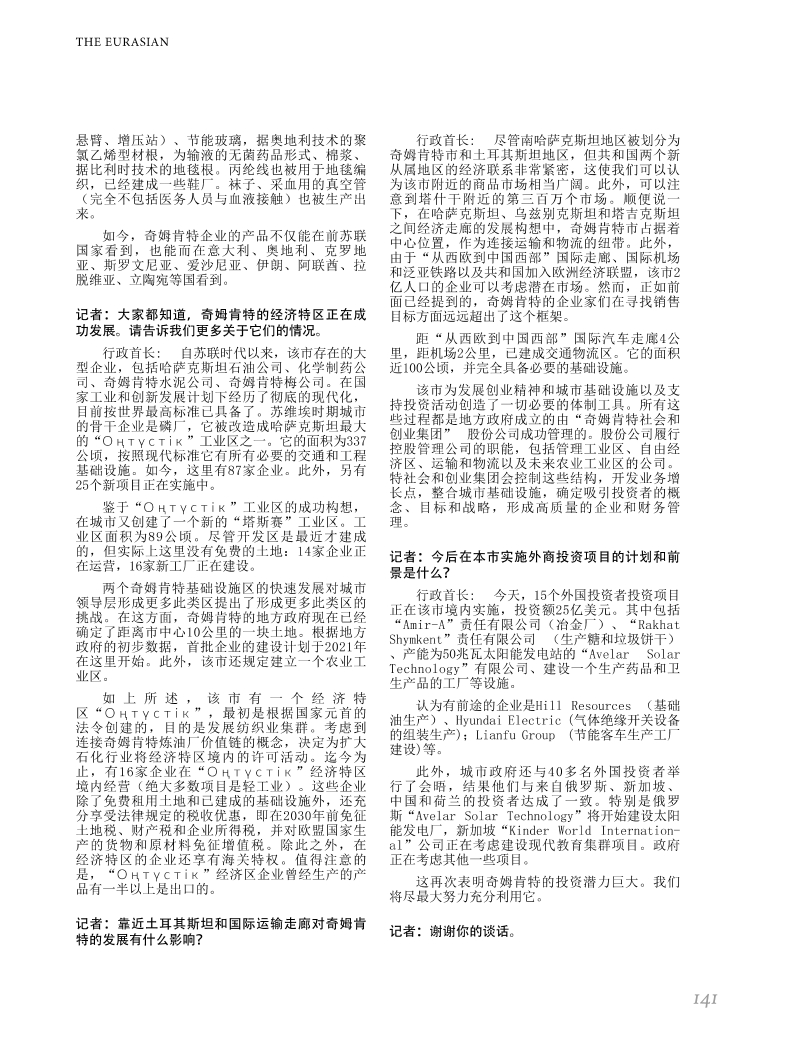 THE EURASIAN
悬臂、增压站）、节能玻璃，据奥地利技术的聚
氯乙烯型材根，为输液的无菌药品形式、棉浆、
据比利时技术的地毯根。丙纶线也被用于地毯编
织，已经建成一些鞋厂。袜子、采血用的真空管
（完全不包括医务人员与血液接触）也被生产出
来。
如今，奇姆肯特企业的产品不仅能在前苏联
国家看到，也能而在意大利、奥地利、克罗地
亚、斯罗文尼亚、爱沙尼亚、伊朗、阿联酋、拉
脱维亚、立陶宛等国看到。
记者：大家都知道，奇姆肯特的经济特区正在成
功发展。请告诉我们更多关于它们的情况。
行政首长： 自苏联时代以来，该市存在的大
型企业，包括哈萨克斯坦石油公司、化学制药公
司、奇姆肯特水泥公司、奇姆肯特梅公司。在国
家工业和创新发展计划下经历了彻底的现代化，
目前按世界最高标准已具备了。苏维埃时期城市
的骨干企业是磷厂，它被改造成哈萨克斯坦最大
的“Оңтүстік”工业区之一。它的面积为337
公顷，按照现代标准它有所有必要的交通和工程
基础设施。如今，这里有87家企业。此外，另有
25个新项目正在实施中。
鉴于“Оңтүстік”工业区的成功构想，
在城市又创建了一个新的“塔斯赛”工业区。工
业区面积为89公顷。尽管开发区是最近才建成
的，但实际上这里没有免费的土地：14家企业正
在运营，16家新工厂正在建设。
两个奇姆肯特基础设施区的快速发展对城市
领导层形成更多此类区提出了形成更多此类区的
挑战。在这方面，奇姆肯特的地方政府现在已经
确定了距离市中心10公里的一块土地。根据地方
政府的初步数据，首批企业的建设计划于2021年
在这里开始。此外，该市还规定建立一个农业工
业区。
如上所述，该市有一个经济特
区“Оңтүстік”，最初是根据国家元首的
法令创建的，目的是发展纺织业集群。考虑到
连接奇姆肯特炼油厂价值链的概念，决定为扩大
石化行业将经济特区境内的许可活动。迄今为
止，有16家企业在“Оңтүстік”经济特区
境内经营（绝大多数项目是轻工业）。这些企业
除了免费租用土地和已建成的基础设施外，还充
分享受法律规定的税收优惠，即在2030年前免征
土地税、财产税和企业所得税，并对欧盟国家生
产的货物和原材料免征增值税。除此之外，在
经济特区的企业还享有海关特权。值得注意的
是，“Оңтүстік”经济区企业曾经生产的产
品有一半以上是出口的。
记者：靠近土耳其斯坦和国际运输走廊对奇姆肯
特的发展有什么影响？
行政首长： 尽管南哈萨克斯坦地区被划分为
奇姆肯特市和土耳其斯坦地区，但共和国两个新
从属地区的经济联系非常紧密，这使我们可以认
为该市附近的商品市场相当广阔。此外，可以注
意到塔什干附近的第三百万个市场。顺便说一
下，在哈萨克斯坦、乌兹别克斯坦和塔吉克斯坦
之间经济走廊的发展构想中，奇姆肯特市占据着
中心位置，作为连接运输和物流的纽带。此外，
由于“从西欧到中国西部”国际走廊、国际机场
和泛亚铁路以及共和国加入欧洲经济联盟，该市2
亿人口的企业可以考虑潜在市场。然而，正如前
面已经提到的，奇姆肯特的企业家们在寻找销售
目标方面远远超出了这个框架。
距“从西欧到中国西部”国际汽车走廊4公
里，距机场2公里，已建成交通物流区。它的面积
近100公顷，并完全具备必要的基础设施。
该市为发展创业精神和城市基础设施以及支
持投资活动创造了一切必要的体制工具。所有这
些过程都是地方政府成立的由“奇姆肯特社会和
创业集团” 股份公司成功管理的。股份公司履行
控股管理公司的职能，包括管理工业区、自由经
济区、运输和物流以及未来农业工业区的公司。
特社会和创业集团会控制这些结构，开发业务增
长点，整合城市基础设施，确定吸引投资者的概
念、目标和战略，形成高质量的企业和财务管
理。
记者：今后在本市实施外商投资项目的计划和前
景是什么？
行政首长： 今天，15个外国投资者投资项目
正在该市境内实施，投资额25亿美元。其中包括
“Amir-A”责任有限公司（冶金厂）、“Rakhat
Shymkent”责任有限公司 （生产糖和垃圾饼干）
、产能为50兆瓦太阳能发电站的“Avelar Solar
Technology”有限公司、建设一个生产药品和卫
生产品的工厂等设施。
认为有前途的企业是Hill Resources （基础
油生产）、Hyundai Electric (气体绝缘开关设备
的组装生产)；Lianfu Group (节能客车生产工厂
建设)等。
此外，城市政府还与40多名外国投资者举
行了会晤，结果他们与来自俄罗斯、新加坡、
中国和荷兰的投资者达成了一致。特别是俄罗
斯“Avelar Solar Technology”将开始建设太阳
能发电厂，新加坡“Kinder World Internation-
al”公司正在考虑建设现代教育集群项目。政府
正在考虑其他一些项目。
这再次表明奇姆肯特的投资潜力巨大。我们
将尽最大努力充分利用它。
记者：谢谢你的谈话。
141